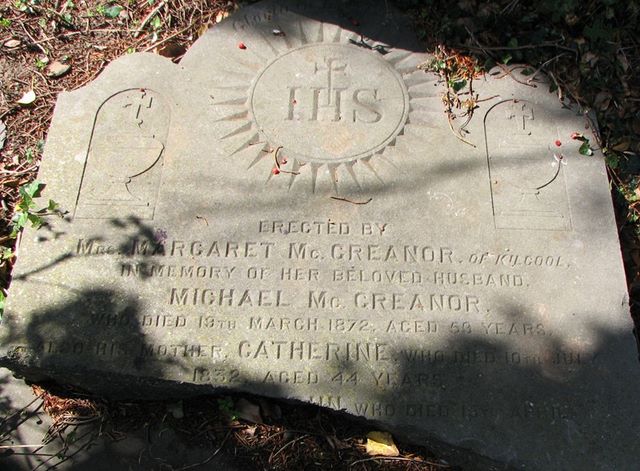 IHS
ERECTED BY
MRS. MARGARET Mc. GREANOR, OF KILCOOL,
IN MEMORY OF HER BELOVED HUSBAND,
MICHAEL Mc. GREANOR,
WHO DIED 19TH MARCH 1872, AGED 59 YEARS.
ALSO HIS MOTHER, CATHERINE, WHO DIED 10TH JULY
AGED 44 YEARS
WHO DIED 1ST APRIL